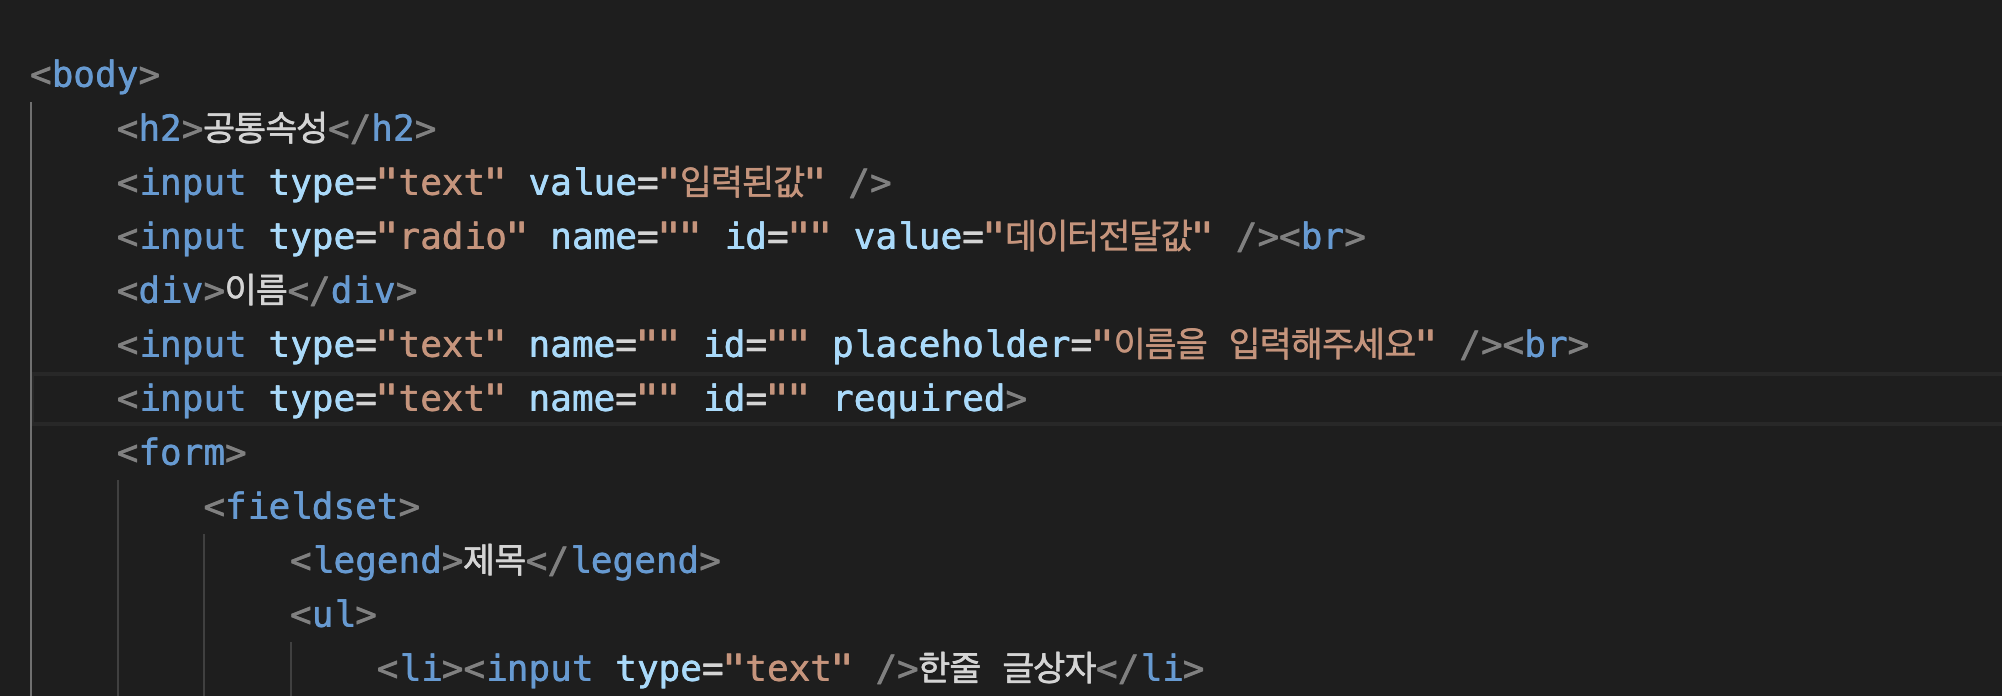 <body>
<h2>공통속성</h2>
<input type="text" value="입력된값" />
<input type="radio" name="" id="" value="데이터전달값" /><br>
<div>이름</div>
<input type="text" name="" id="" placeholder="이름을 입력해주세요" /><br>
<input type="text" name="" id="" required>
<form>
<fieldset>
<legend>제목</legend>
<ul>
<li><input type="text" />한줄 글상자</li>